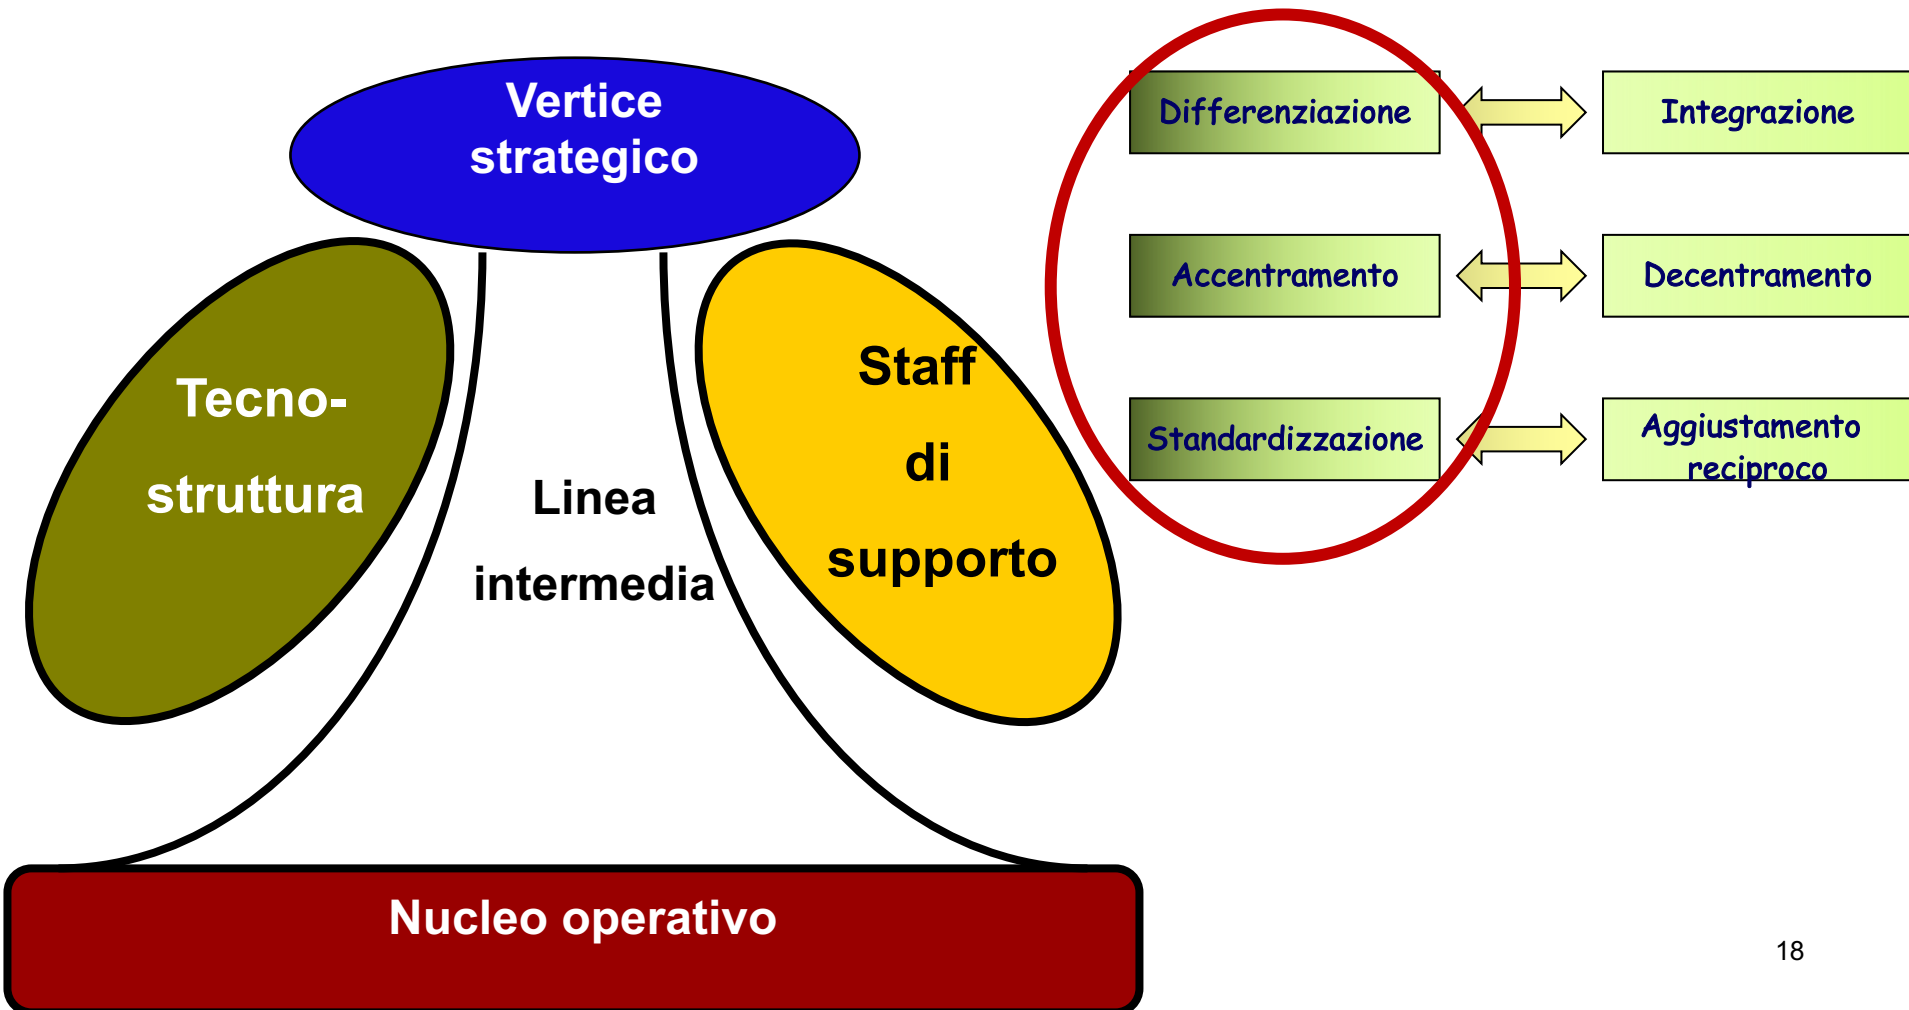 Vertice
strategico
Tecno-
struttura
Linea
intermedia
Staff
di
supporto
Nucleo operativo
Differenziazione
Integrazione
Accentramento
Decentramento
Standardizzazione
Aggiustamento
reciproco
18